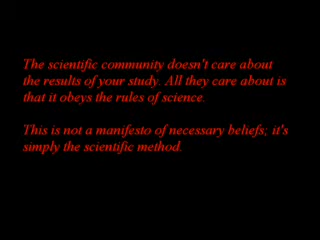 The scientific community doesn't care about
the results of your study. All they care about is
that it obeys the rules of science.
This is not a manifesto of necessary beliefs; it's
simply the scientific method.